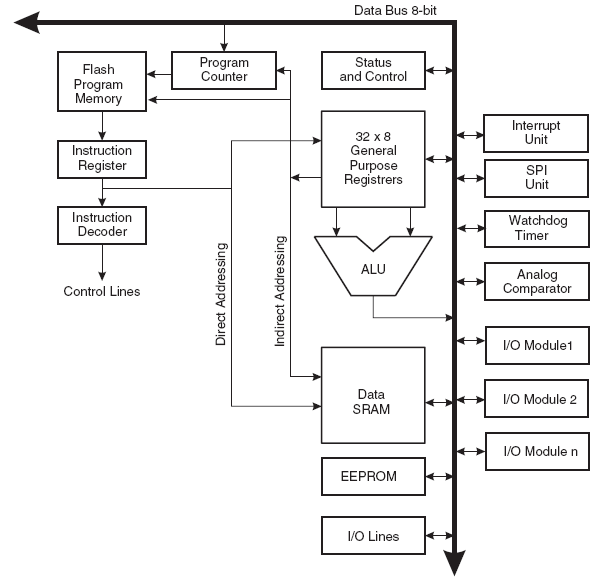 Data Bus 8-bit
Flash
Program
Memory
Program
Counter
Status
and Control
32 x 8
General
Purpose
Registrers
Interrupt
Unit
Instruction
Register
SPI
Unit
Instruction
Decoder
Watchdog
Timer
ALU
Analog
Comparator
Control Lines
Direct Addressing
Indirect Addressing
I/O Module1
Data
SRAM
I/O Module 2
I/O Module n
EEPROM
I/O Lines